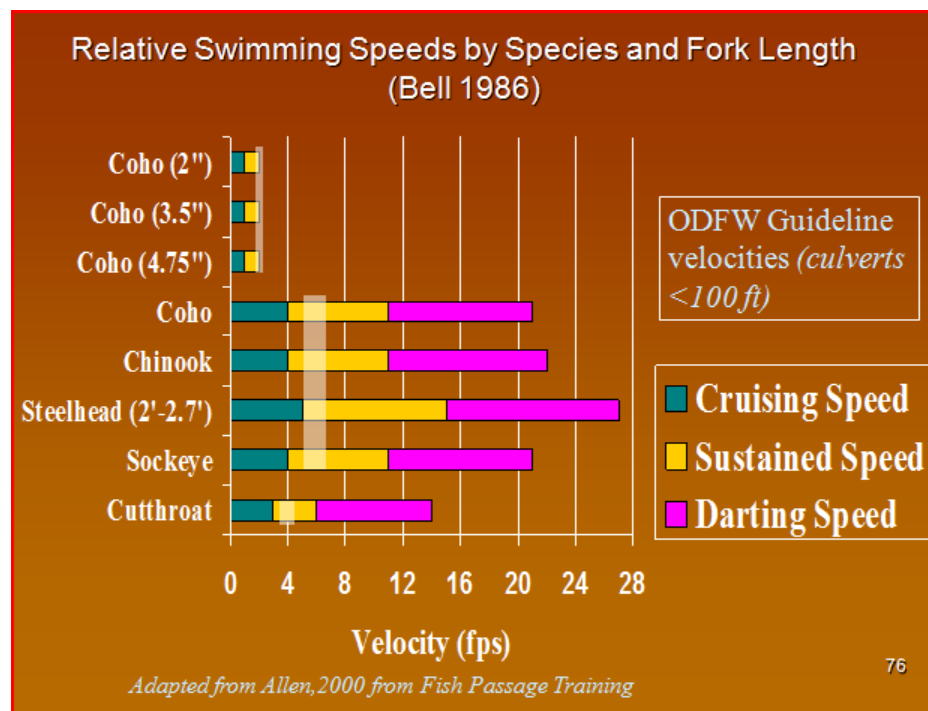 Relative Swimming Speeds by Species and Fork Length
(Bell 1986)
Coho (2")
Coho (3.5")
Coho (4.75")
Coho
Chinook
Steelhead (2'-2.7')
Sockeye
Cutthroat
0 4 8 12 16 20 24 28
Velocity (fps)
ODFW Guideline
velocities (culverts
<100 ft)
Cruising Speed
Sustained Speed
Darting Speed
Adapted from Allen,2000 from Fish Passage Training
76